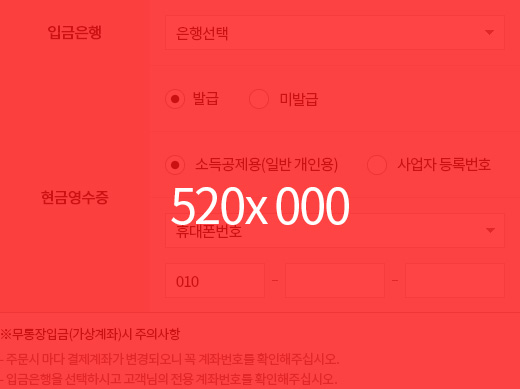 입금은행
은행선택
발급
미발급
소득공제용(일반 개인용)
사업자 등록번호
현금영수증
520x 000
휴대폰번호
010 - -
※무통장입금(가상계좌)시 주의사항
- 주문시 마다 결제계좌가 변경되오니 꼭 계좌번호를 확인해주십시오.
- 입금은행을 선택하시고 고객님의 전용 계좌번호를 확인해주십시오.